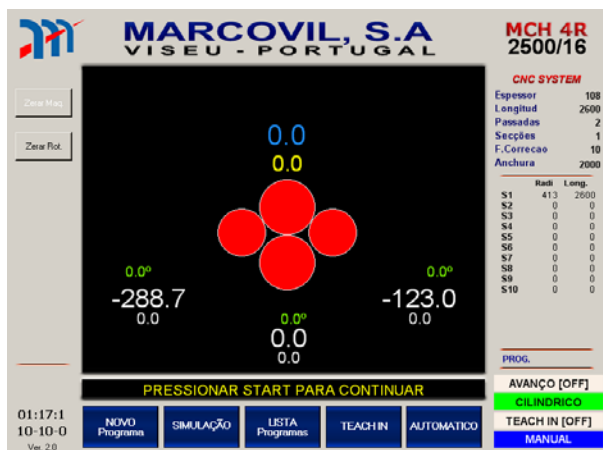 MARCOVIL, S.A
VISEU - PORTUGAL
MCH 4R
2500/16
Zerar Maq.
Zerar Rot.
0.0
0.0
0.0º
-288.7
0.0
0.0º
0.0
0.0
0.0º
-123.0
0.0
CNC SYSTEM
Espessor 108
Longitud 2600
Passadas 2
Secções 1
F.Correcao 10
Anchura 2000
Radi Long.
S1 413 2600
S2 0 0
S3 0 0
S4 0 0
S5 0 0
S6 0 0
S7 0 0
S8 0 0
S9 0 0
S10 0 0
PROG.
PRESSIONAR START PARA CONTINUAR
01:17:1
10-10-0
Ver. 2.0
NOVO
Programa
SIMULAÇÃO
LISTA
Programas
TEACH IN
AUTOMATICO
AVANÇO [OFF]
CILINDRICO
TEACH IN [OFF]
MANUAL